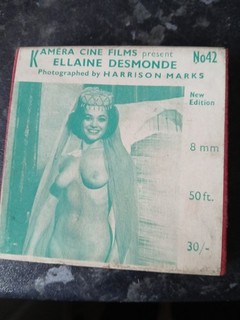 KAMERA CINE FILMS present
No42
ELLAINE DESMONDE
Photographed by HARRISON MARKS
New
Edition
8 mm
50 ft.
30/-